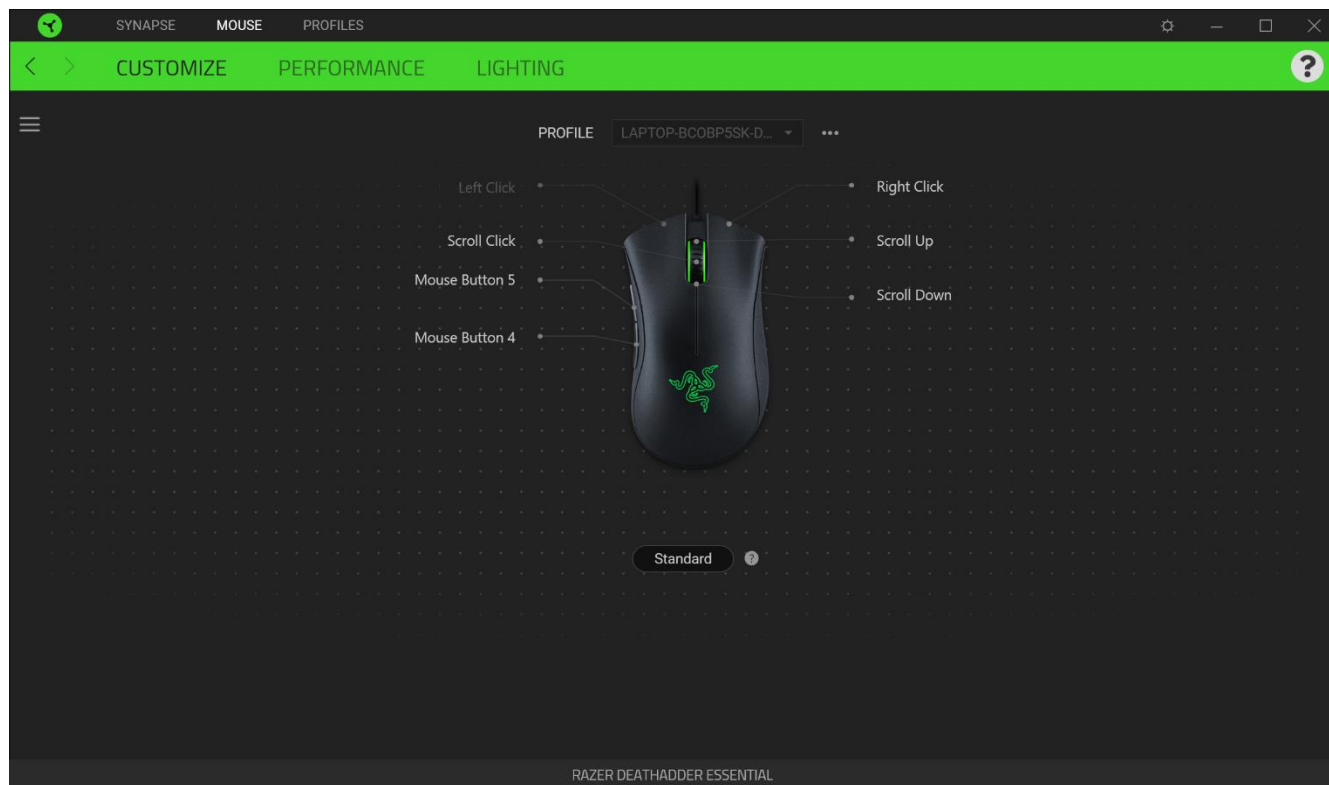 SYNAPSE MOUSE PROFILES
CUSTOMIZE PERFORMANCE LIGHTING ?
PROFILE LAPTOP-BCOBP5SK-D... •••
Left Click Right Click
Scroll Click Scroll Up
Mouse Button 5 Scroll Down
Mouse Button 4
Standard ?
RAZER DEATHADDER ESSENTIAL